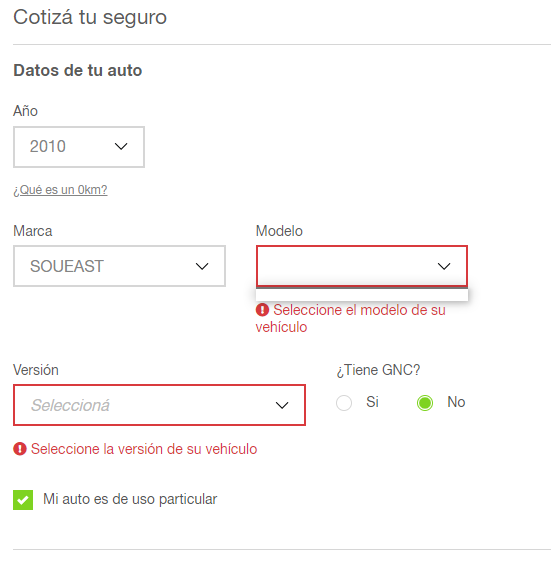 Cotizá tu seguro
Datos de tu auto
Año
2010
¿Qué es un 0km?
Marca
Modelo
SOUEAST
Seleccione el modelo de su
vehículo
Versión
¿Tiene GNC?
Seleccioná
Si
No
Seleccione la versión de su vehículo
Mi auto es de uso particular